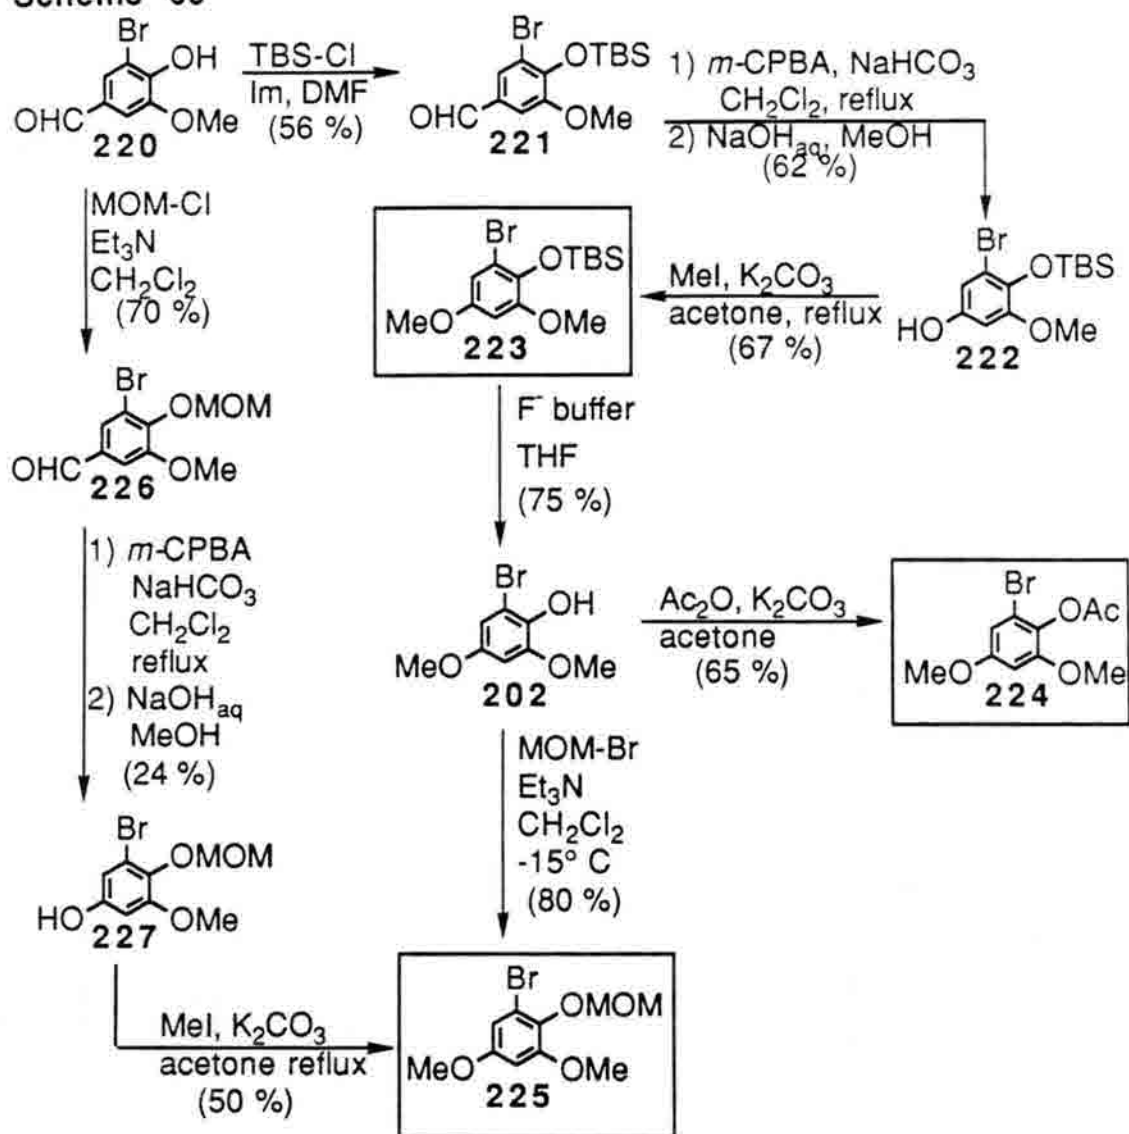 Br
OH
OHC
OMe
220
TBS-Cl
Im, DMF
(56 %)
Br
OTBS
OHC
OMe
221
1) m-CPBA, NaHCO3
CH2Cl2, reflux
2) NaOHaq, MeOH
(62 %)
MOM-Cl
Et3N
CH2Cl2
(70 %)
Br
OTBS
MeO
OMe
223
MeI, K2CO3
acetone, reflux
(67 %)
Br
OTBS
HO
OMe
222
Br
OMOM
OHC
OMe
226
F- buffer
THF
(75 %)
1) m-CPBA
NaHCO3
CH2Cl2
reflux
2) NaOHaq
MeOH
(24 %)
Br
OH
MeO
OMe
202
Ac2O, K2CO3
acetone
(65 %)
Br
OAc
MeO
OMe
224
MOM-Br
Et3N
CH2Cl2
-15° C
(80 %)
Br
OMOM
HO
OMe
227
MeI, K2CO3
acetone reflux
(50 %)
Br
OMOM
MeO
OMe
225